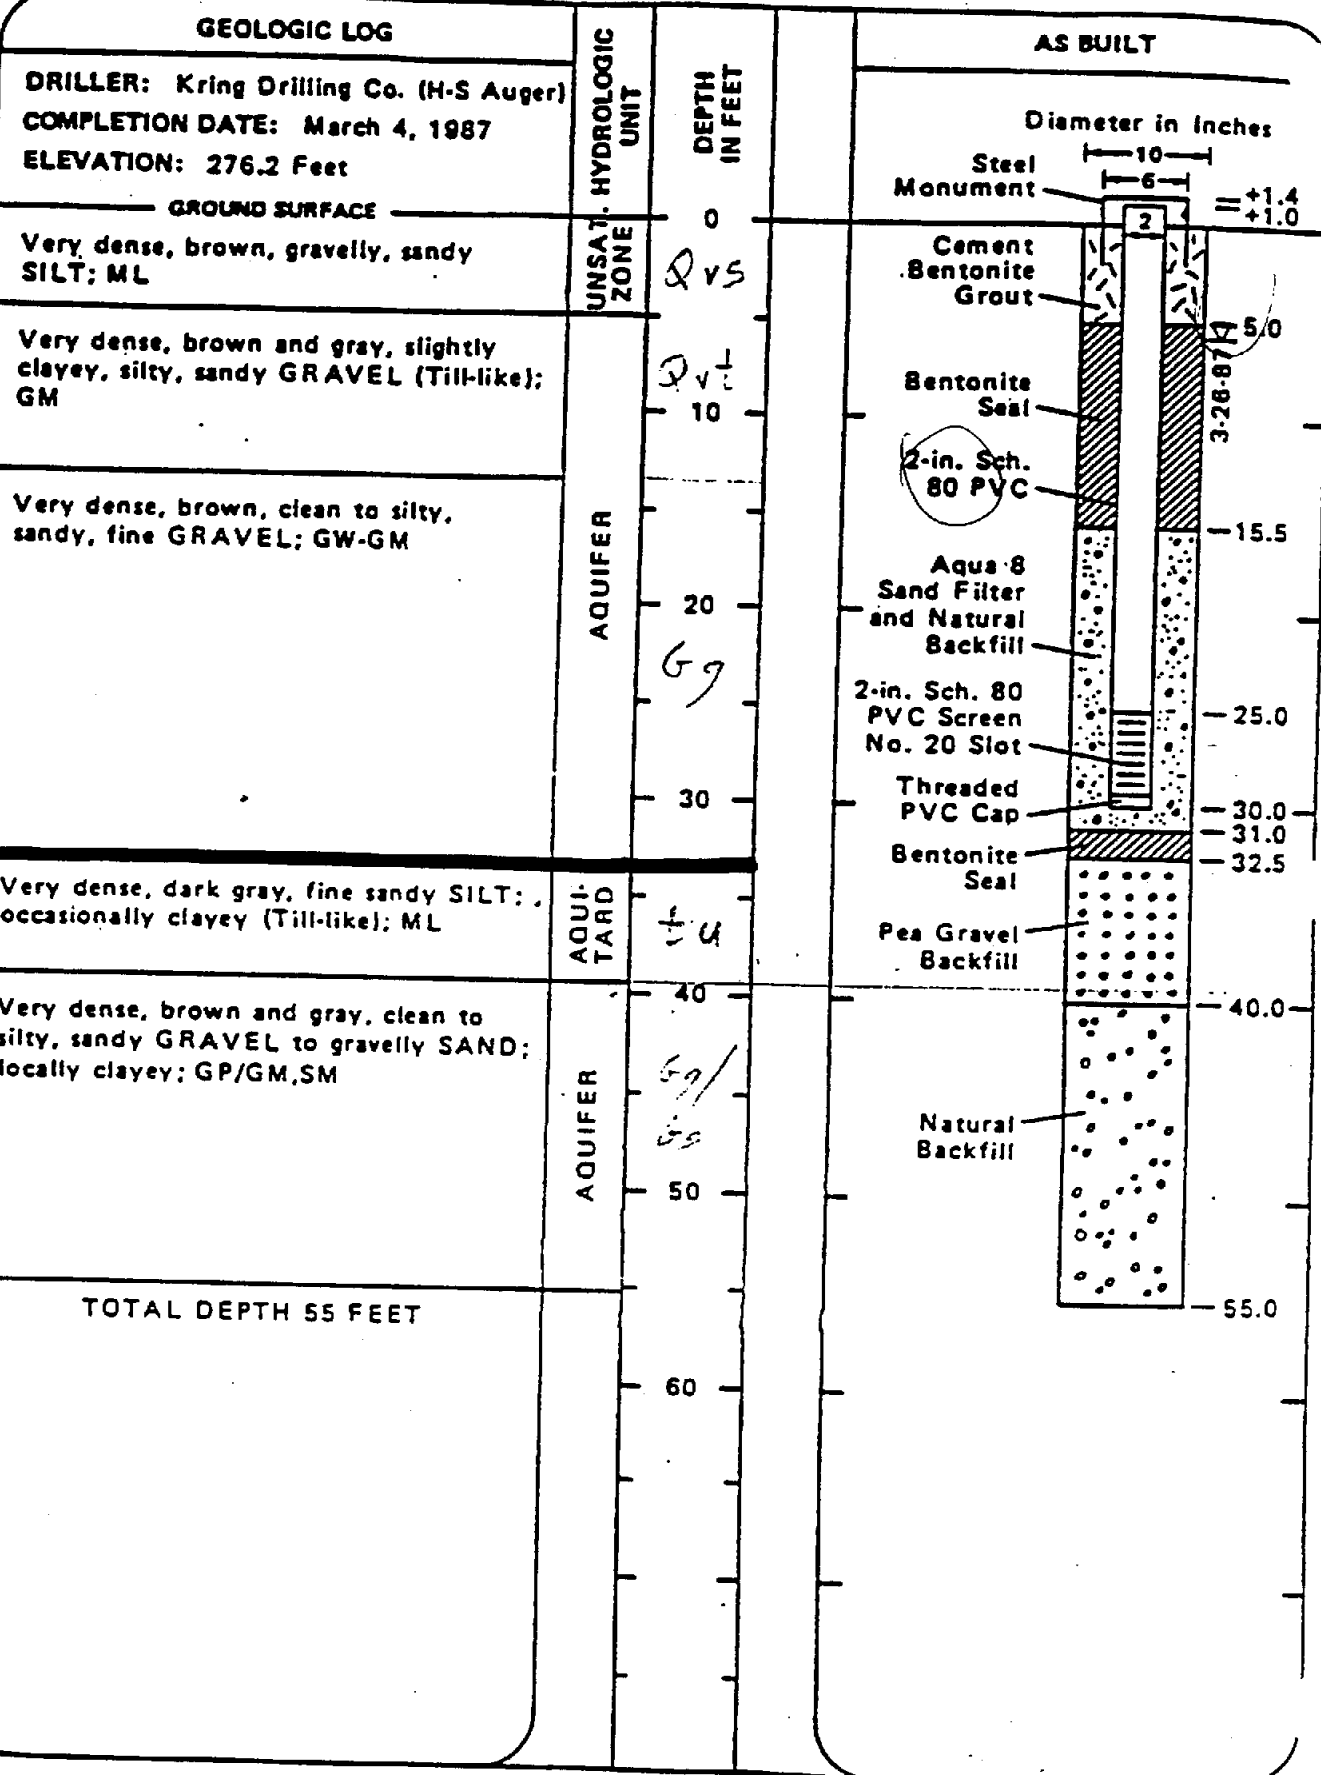 GEOLOGIC LOG
DRILLER: Kring Drilling Co. (H-S Auger)
COMPLETION DATE: March 4, 1987
ELEVATION: 276.2 Feet
GROUND SURFACE
Very dense, brown, gravelly, sandy
SILT; ML
Very dense, brown and gray, slightly
clayey, silty, sandy GRAVEL (Till-like);
GM
Very dense, brown, clean to silty,
sandy, fine GRAVEL; GW-GM
Very dense, dark gray, fine sandy SILT;
occasionally clayey (Till-like); ML
Very dense, brown and gray, clean to
silty, sandy GRAVEL to gravelly SAND;
locally clayey; GP/GM,SM
TOTAL DEPTH 55 FEET
HYDROLOGIC
UNIT
UNSAT.
ZONE
AQUIFER
AQUI-
TARD
AQUIFER
DEPTH
IN FEET
0
Qvs
Qvt
10
20
30
40
50
60
AS BUILT
Diameter in Inches
10
6
2
Steel
Monument
+1.4
+1.0
Cement
Bentonite
Grout
5.0
3-26-87
Bentonite
Seal
2-in. Sch.
80 PVC
15.5
Aqua 8
Sand Filter
and Natural
Backfill
2-in. Sch. 80
PVC Screen
No. 20 Slot
25.0
Threaded
PVC Cap
30.0
31.0
Bentonite
Seal
32.5
Pea Gravel
Backfill
40.0
Natural
Backfill
55.0